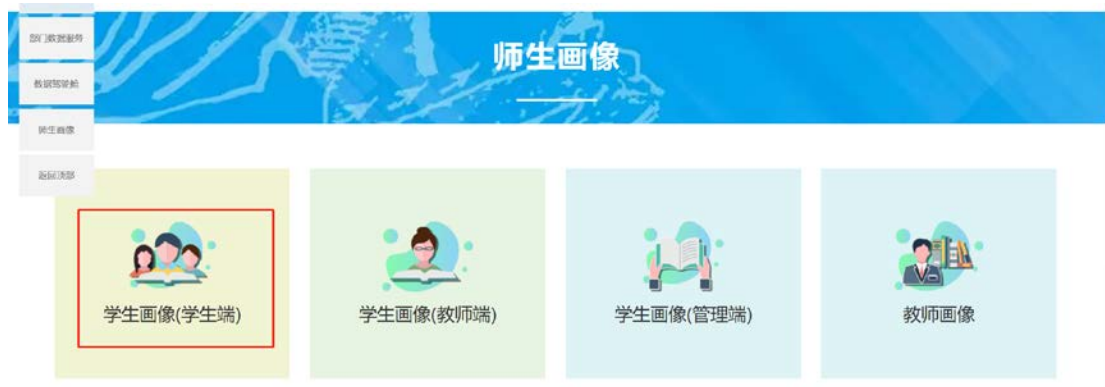 部门数据服务
数据驾驶舱
师生画像
返回顶部
师生画像
学生画像(学生端)
学生画像(教师端)
学生画像(管理端)
教师画像